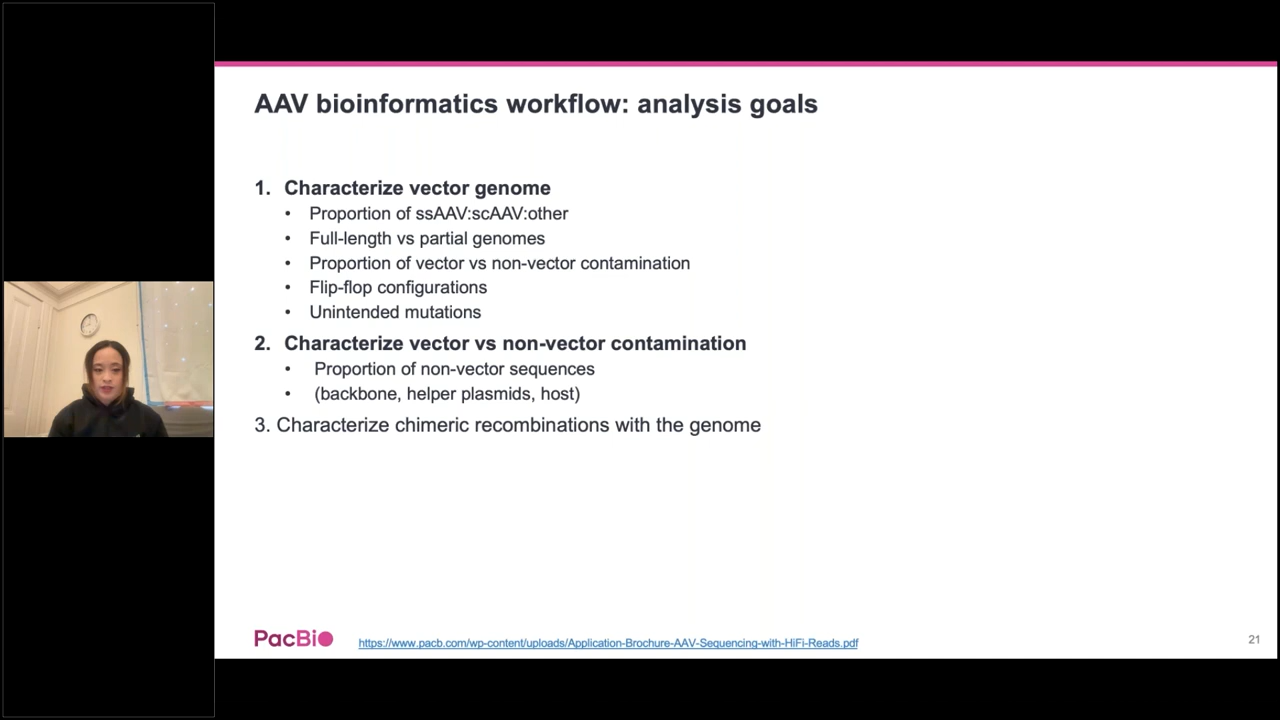 AAV bioinformatics workflow: analysis goals
1. Characterize vector genome
• Proportion of ssAAV:scAAV:other
• Full-length vs partial genomes
• Proportion of vector vs non-vector contamination
• Flip-flop configurations
• Unintended mutations
2. Characterize vector vs non-vector contamination
• Proportion of non-vector sequences
• (backbone, helper plasmids, host)
3. Characterize chimeric recombinations with the genome
PacBio
https://www.pacb.com/wp-content/uploads/Application-Brochure-AAV-Sequencing-with-HiFi-Reads.pdf
21